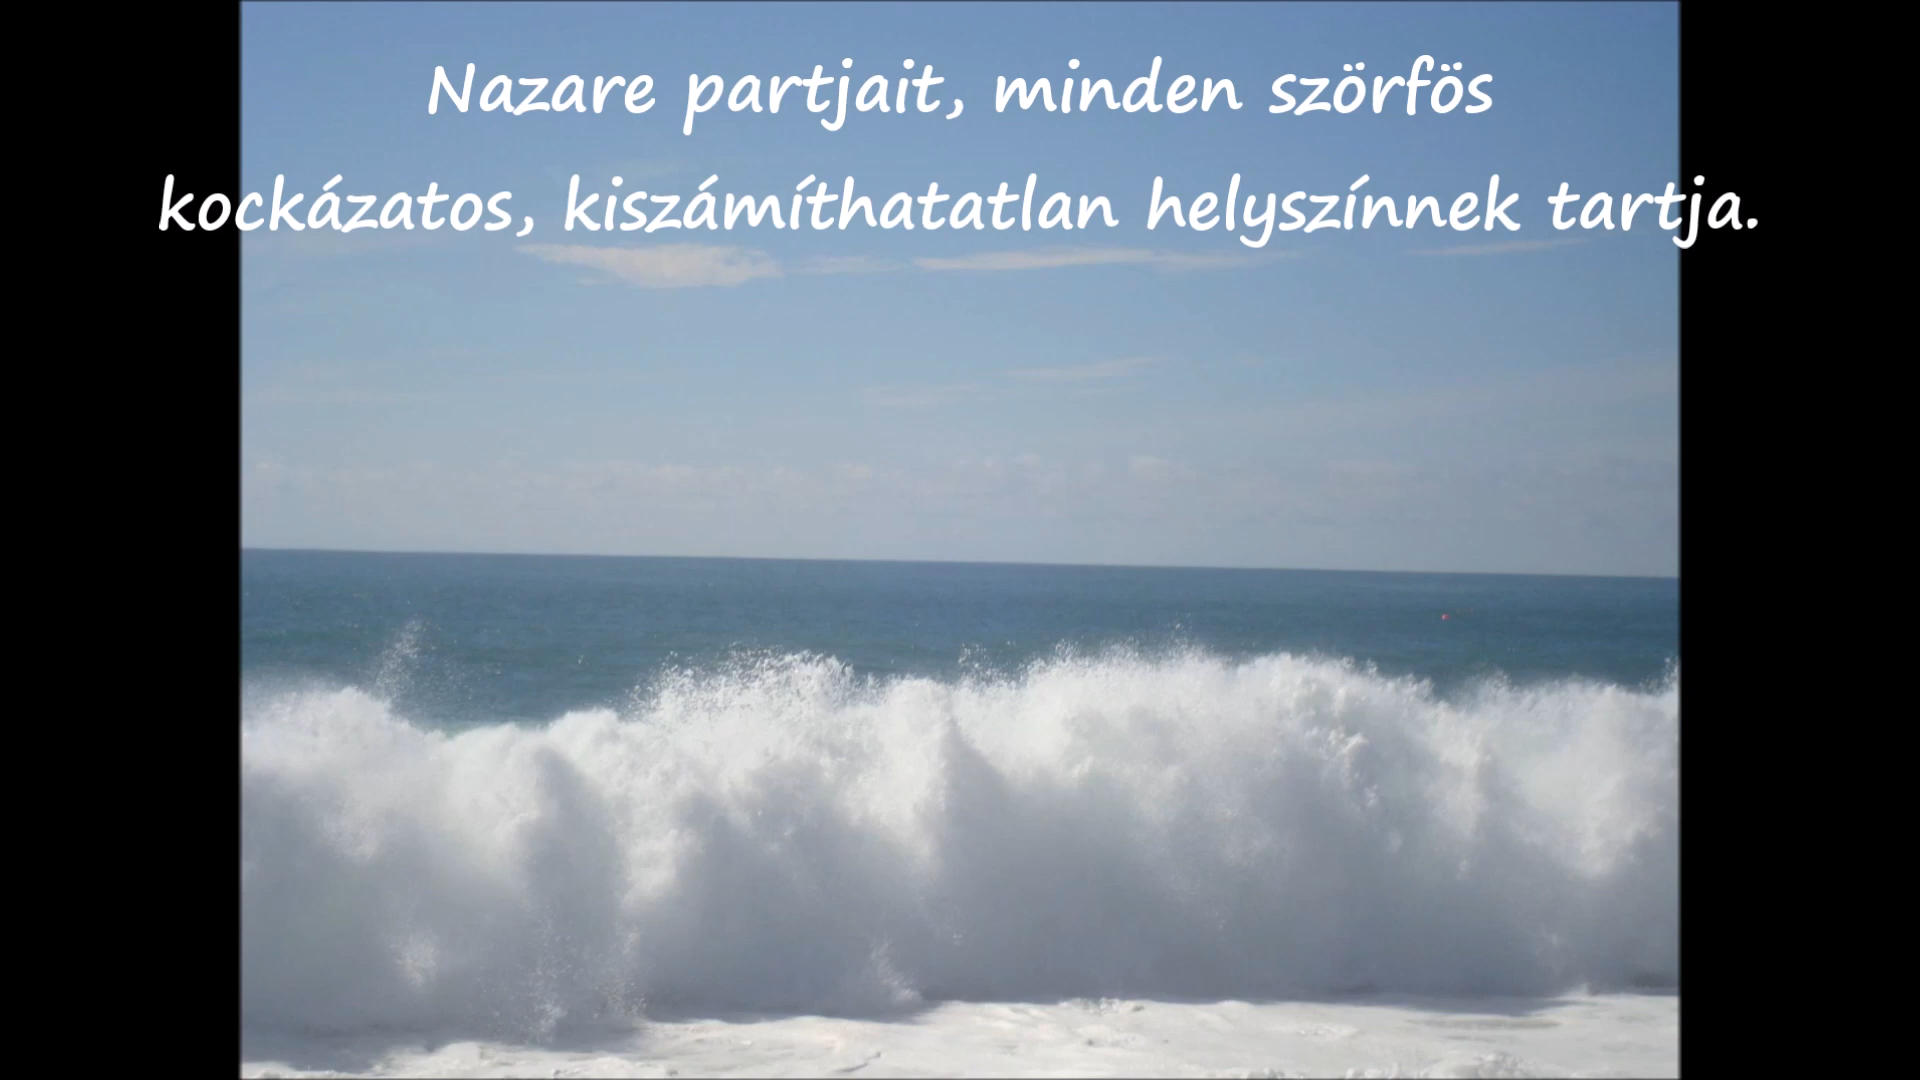 Nazare partjait, minden szörfös
kockázatos, kiszámíthatatlan helyszínnek tartja.